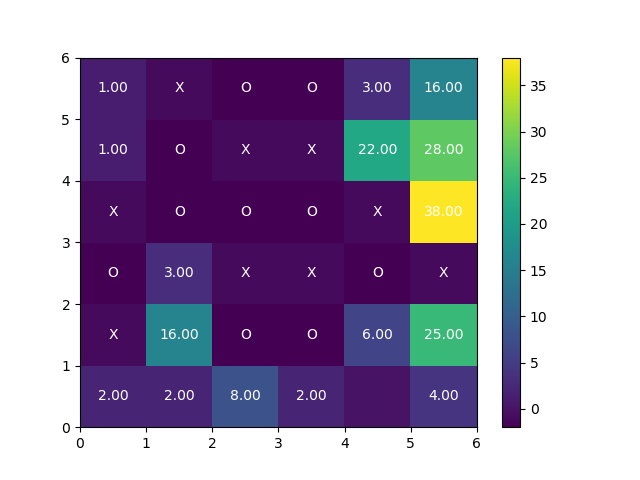 6
1.00 X O O 3.00 16.00
35
5
30
1.00 O X X 22.00 28.00
4
25
X O O O X 38.00
20
3
O 3.00 X X O X
15
2
10
X 16.00 O O 6.00 25.00
5
1
2.00 2.00 8.00 2.00 4.00
0
0
0 1 2 3 4 5 6